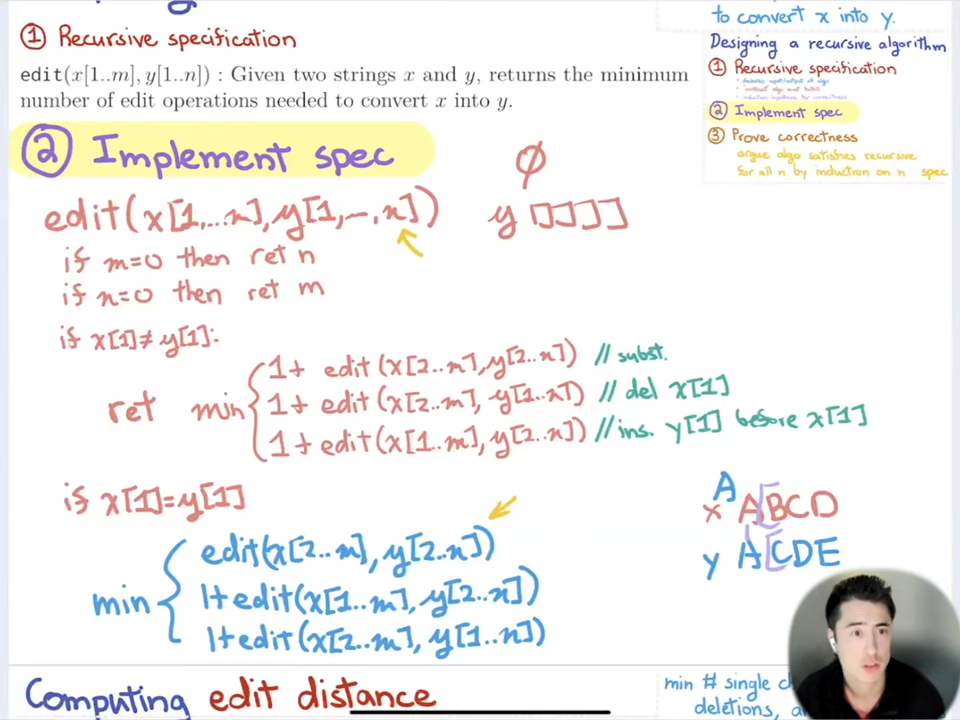 ① Recursive specification
edit(x[1..m], y[1..n]) : Given two strings x and y, returns the minimum
number of edit operations needed to convert x into y.
② Implement spec
∅
edit(x[1,...n], y[1,...,n])
y []]]]
if m=0 then ret n
if n=0 then ret m
if x[1]≠y[1]:
ret min { 1+ edit (x[2..m], y[2..n]) // subst.
1+ edit (x[2..m], y[1..n]) // del x[1]
1+ edit (x[1..m], y[2..n]) // ins. y[1] before x[1]
if x[1]=y[1]
min { edit(x[2..m], y[2..n])
1+edit(x[1..m], y[2..n])
1+edit(x[2..m], y[1..n])
A
x A[BCD
y A[CDE
Computing edit distance
to convert x into y.
Designing a recursive algorithm
① Recursive specification
② Implement spec
③ Prove correctness
argue algo satisfies recursive
for all n by induction on n spec
min # single
deletions,